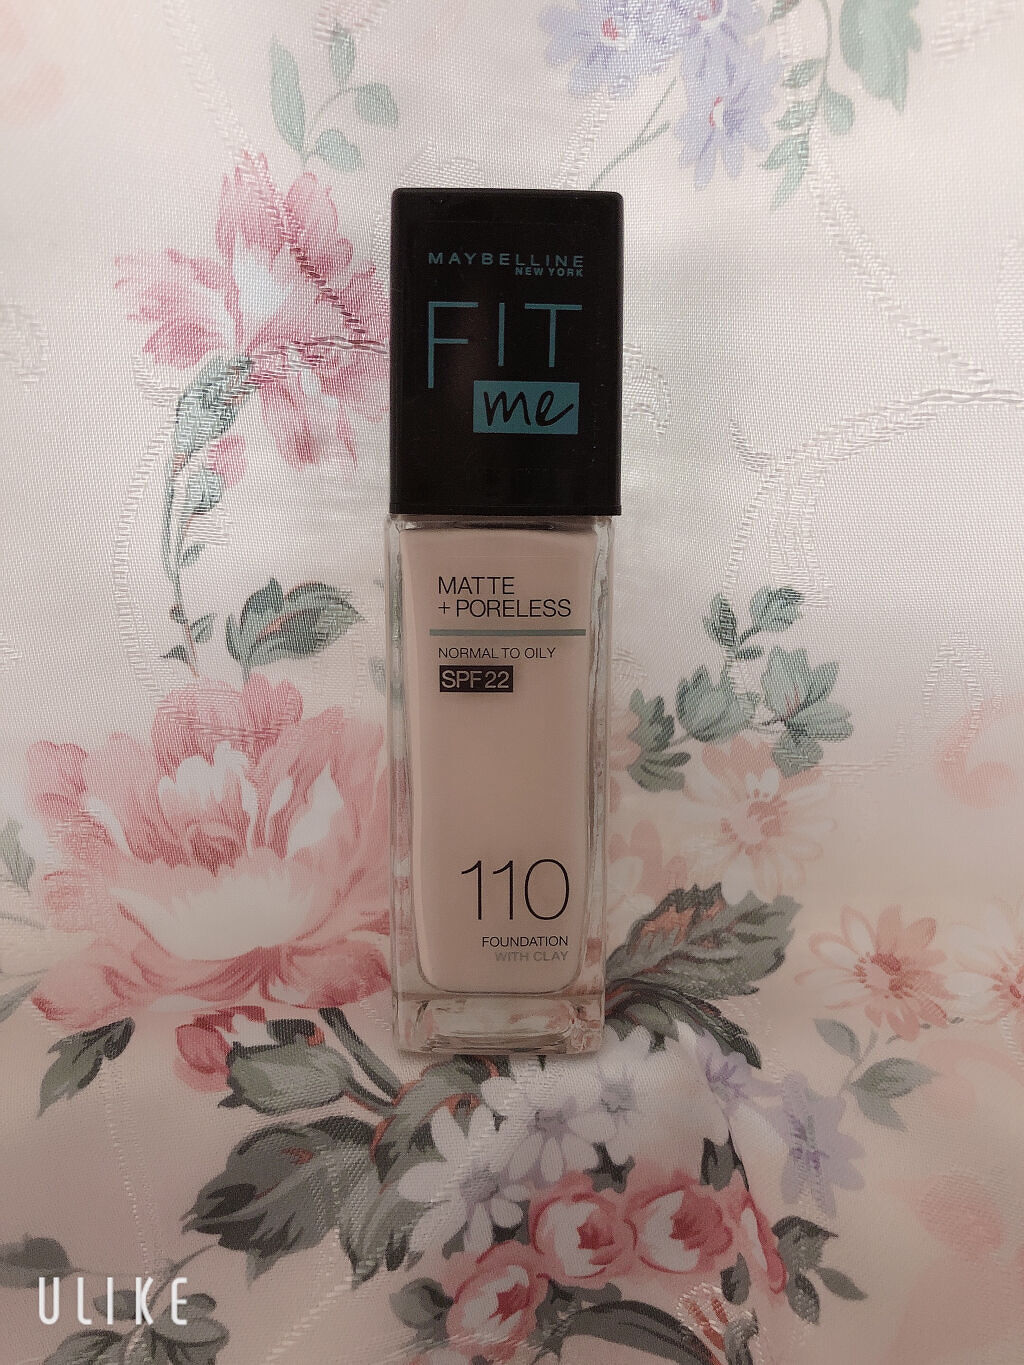 MAYBELLINE
NEW YORK
FIT
me
MATTE
+ PORELESS
NORMAL TO OILY
SPF 22
110
FOUNDATION
WITH CLAY
ULIKE